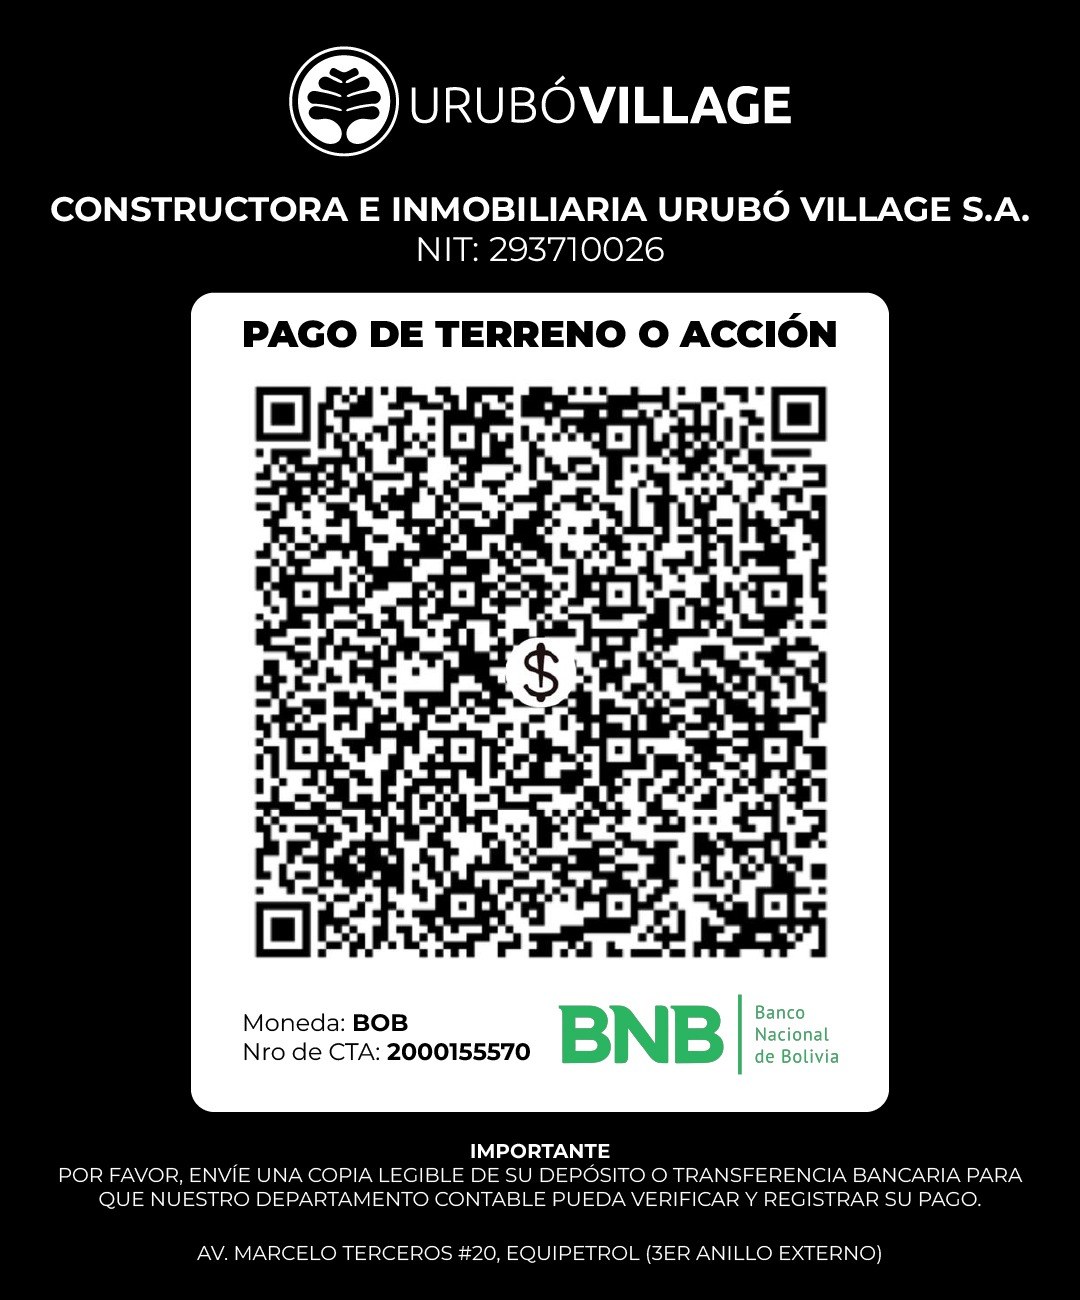 URUBÓVILLAGE
CONSTRUCTORA E INMOBILIARIA URUBÓ VILLAGE S.A.
NIT: 293710026
PAGO DE TERRENO O ACCIÓN
$
Moneda: BOB
Nro de CTA: 2000155570
BNB
Banco
Nacional
de Bolivia
IMPORTANTE
POR FAVOR, ENVÍE UNA COPIA LEGIBLE DE SU DEPÓSITO O TRANSFERENCIA BANCARIA PARA
QUE NUESTRO DEPARTAMENTO CONTABLE PUEDA VERIFICAR Y REGISTRAR SU PAGO.
AV. MARCELO TERCEROS #20, EQUIPETROL (3ER ANILLO EXTERNO)